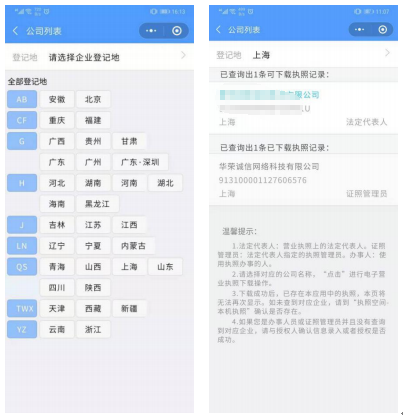 16:13
公司列表
登记地 请选择企业登记地
全部登记地
AB 安徽 北京
CF 重庆 福建
G 广西 贵州 甘肃
广东 广州 广东·深圳
H 河北 湖南 河南 湖北
海南 黑龙江
J 吉林 江苏 江西
LN 辽宁 宁夏 内蒙古
QS 青海 山西 上海 山东
四川 陕西
TWX 天津 西藏 新疆
YZ 云南 浙江
11:07
公司列表
登记地 上海
已查询出1条可下载执照记录：
有限公司
上海 法定代表人
已查询出1条已下载执照记录：
华荣诚信网络科技有限公司
913100001127606576
上海 证照管理员
温馨提示：
1.法定代表人：营业执照上的法定代表人。证照
管理员：法定代表人指定的执照管理员。办事人：使
用执照办事的人。
2.请选择对应的公司名称，“点击”进行电子营
业执照下载操作。
3.下载成功后，已存在本应用中的执照，本页将
无法再次显示。如未查询到对应企业，请到“执照空间-
本机执照”确认是否存在。
4.如果您是办事人员或证照管理员并且没有查询
到对应企业，请与授权人确认信息录入或者授权是否
成功。